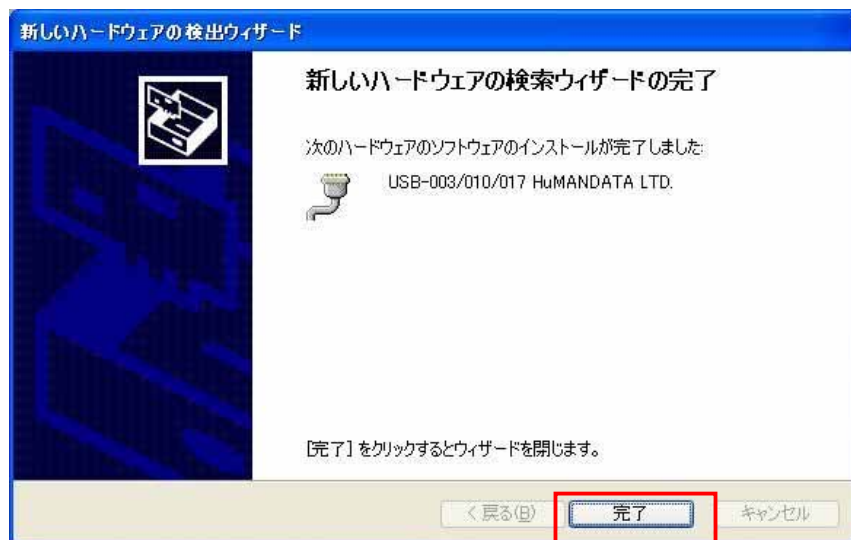 新しいハードウェアの検出ウィザード
新しいハードウェアの検索ウィザードの完了
次のハードウェアのソフトウェアのインストールが完了しました:
USB-003/010/017 HuMANDATA LTD.
[完了] をクリックするとウィザードを閉じます。
< 戻る(B) 完了 キャンセル